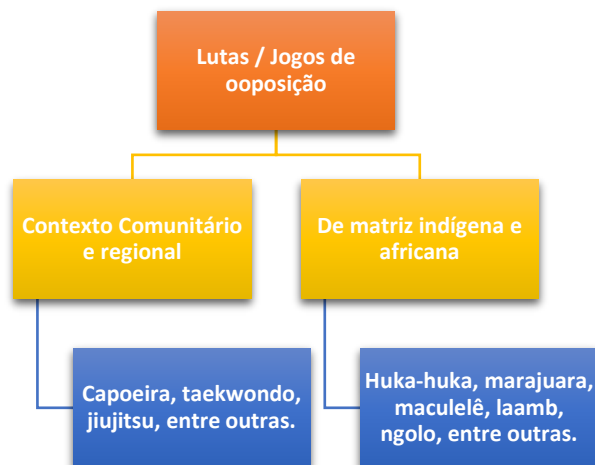 Lutas / Jogos de
ooposição
Contexto Comunitário
e regional
De matriz indígena e
africana
Capoeira, taekwondo,
jiujitsu, entre outras.
Huka-huka, marajuara,
maculelê, laamb,
ngolo, entre outras.